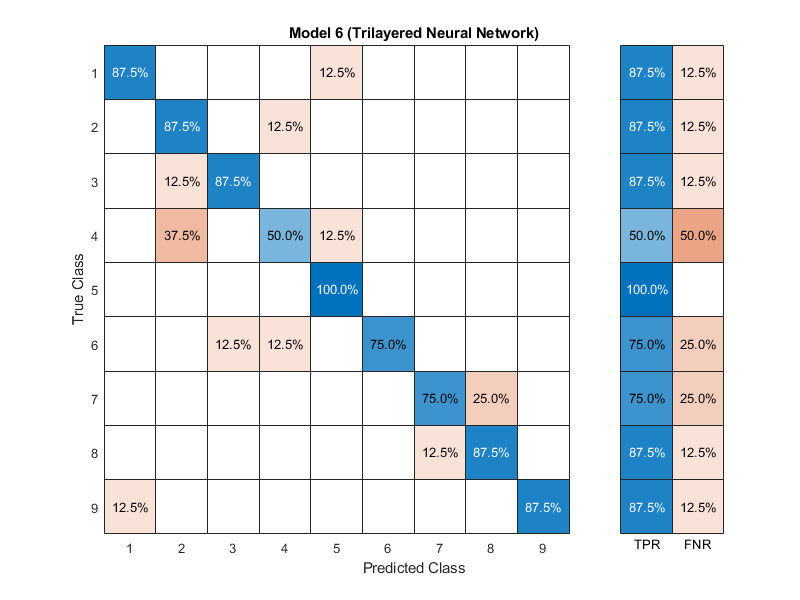 Model 6 (Trilayered Neural Network)
1 87.5% 12.5% 87.5% 12.5%
2 87.5% 12.5% 87.5% 12.5%
3 12.5% 87.5% 87.5% 12.5%
4 37.5% 50.0% 12.5% 50.0% 50.0%
5 100.0% 100.0%
6 12.5% 12.5% 75.0% 75.0% 25.0%
7 75.0% 25.0% 75.0% 25.0%
8 12.5% 87.5% 87.5% 12.5%
9 12.5% 87.5% 87.5% 12.5%
True Class
1 2 3 4 5 6 7 8 9 TPR FNR
Predicted Class